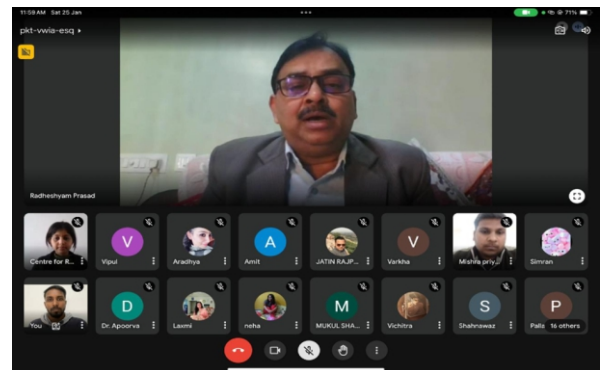 11:59 AM Sat 25 Jan
71%
pkt-vwia-esq
Radheshyam Prasad
Centre for R...
V
Vipul
Aradhya
A
Amit
JATIN RAJP...
V
Varkha
Mishra priy...
Simran
You
D
Dr. Apoorva
Laxmi
neha
M
MUKUL SHA...
Vichitra
S
Shahnawaz
P
Palla
16 others